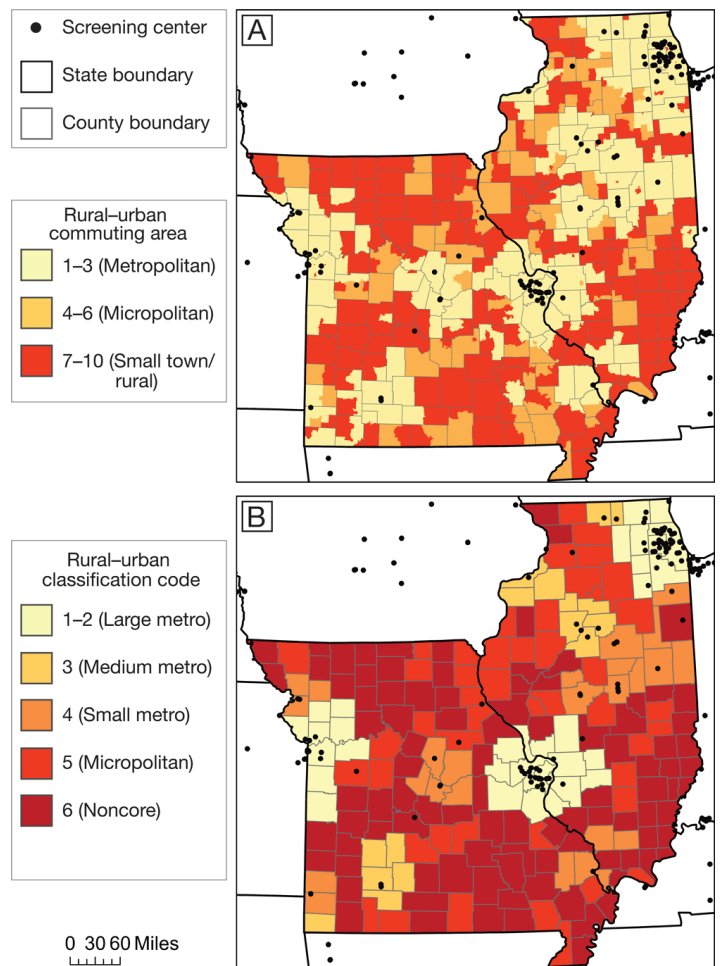 Screening center
State boundary
County boundary
Rural–urban
commuting area
1–3 (Metropolitan)
4–6 (Micropolitan)
7–10 (Small town/
rural)
A
Rural–urban
classification code
1–2 (Large metro)
3 (Medium metro)
4 (Small metro)
5 (Micropolitan)
6 (Noncore)
0 30 60 Miles
B